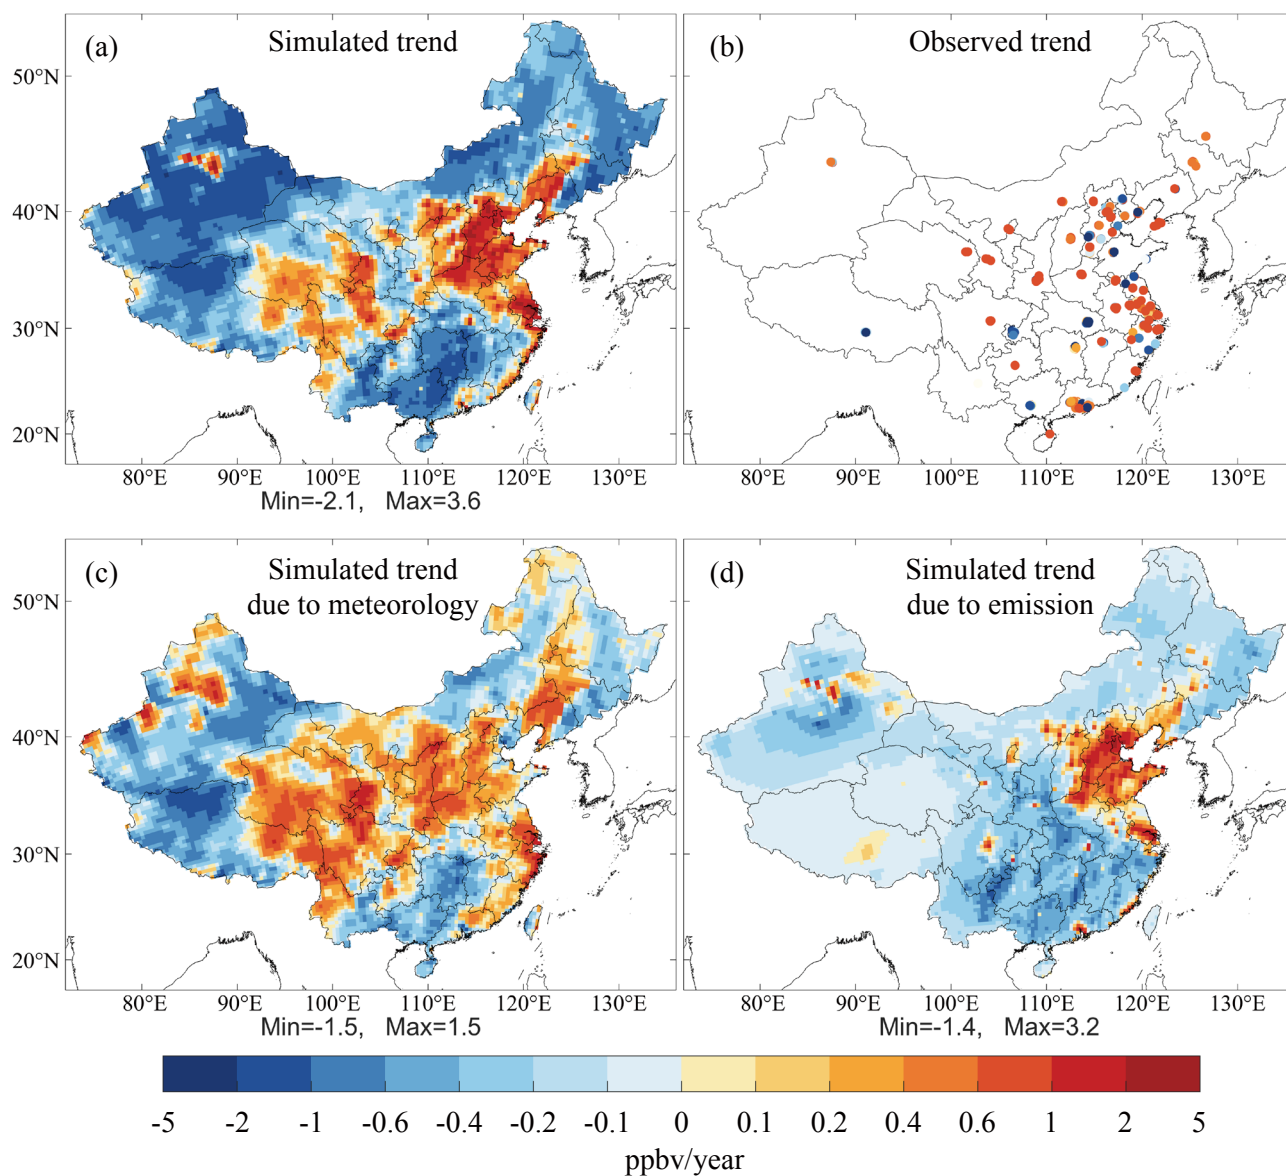 (a) Simulated trend
(b) Observed trend
50°N
40°N
30°N
20°N
80°E 90°E 100°E 110°E 120°E 130°E
80°E 90°E 100°E 110°E 120°E 130°E
Min=-2.1, Max=3.6
(c) Simulated trend
due to meteorology
(d) Simulated trend
due to emission
50°N
40°N
30°N
20°N
80°E 90°E 100°E 110°E 120°E 130°E
80°E 90°E 100°E 110°E 120°E 130°E
Min=-1.5, Max=1.5
Min=-1.4, Max=3.2
-5 -2 -1 -0.6 -0.4 -0.2 -0.1 0 0.1 0.2 0.4 0.6 1 2 5
ppbv/year